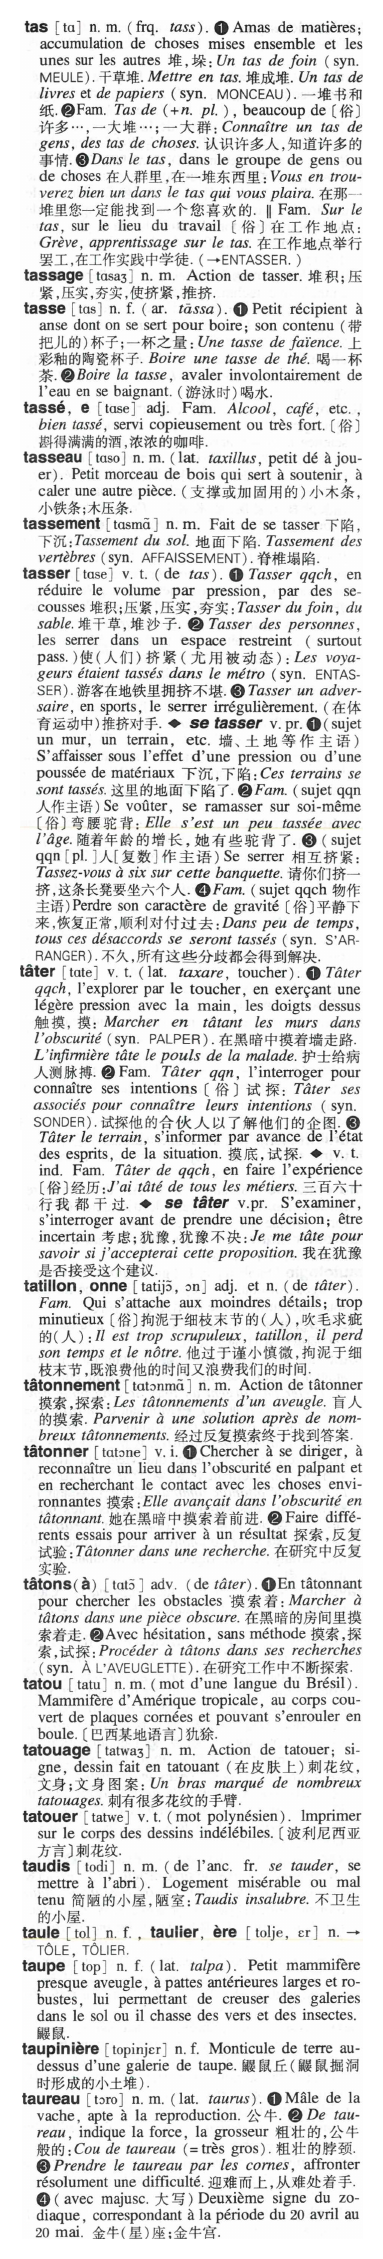 tas [tɑ] n. m. (frq. tass). ❶ Amas de matières;
accumulation de choses mises ensemble et les
unes sur les autres 堆,垛: Un tas de foin (syn.
MEULE). 干草堆. Mettre en tas. 堆成堆. Un tas de
livres et de papiers (syn. MONCEAU). 一堆书和
纸. ❷Fam. Tas de (+n. pl.), beaucoup de [俗]
许多…,一大堆…;一大群: Connaître un tas de
gens, des tas de choses. 认识许多人,知道许多的
事情. ❸Dans le tas, dans le groupe de gens ou
de choses 在人群里,在一堆东西里: Vous en trou-
verez bien un dans le tas qui vous plaira. 在那一
堆里您一定能找到一个您喜欢的. ‖ Fam. Sur le
tas, sur le lieu du travail [俗] 在工作地点:
Grève, apprentissage sur le tas. 在工作地点举行
罢工,在工作实践中学徒. (→ENTASSER.)
tassage [tɑsaʒ] n. m. Action de tasser. 堆积;压
紧,压实,夯实,使挤紧,推挤.
tasse [tɑs] n. f. (ar. tāssa). ❶ Petit récipient à
anse dont on se sert pour boire; son contenu (带
把儿的)杯子;一杯之量: Une tasse de faïence. 上
彩釉的陶瓷杯子. Boire une tasse de thé. 喝一杯
茶. ❷Boire la tasse, avaler involontairement de
l'eau en se baignant. (游泳时)喝水.
tassé, e [tɑse] adj. Fam. Alcool, café, etc.,
bien tassé, servi copieusement ou très fort. [俗]
斟得满满的酒,浓浓的咖啡.
tasseau [tɑso] n. m. (lat. taxillus, petit dé à jou-
er). Petit morceau de bois qui sert à soutenir, à
caler une autre pièce. (支撑或加固用的)小木条,
小铁条;木压条.
tassement [tɑsmɑ̃] n. m. Fait de se tasser 下陷,
下沉: Tassement du sol. 地面下陷. Tassement des
vertèbres (syn. AFFAISSEMENT). 脊椎塌陷.
tasser [tɑse] v. t. (de tas). ❶ Tasser qqch, en
réduire le volume par pression, par des se-
cousses 堆积;压紧,压实,夯实: Tasser du foin, du
sable. 堆干草,堆沙子. ❷ Tasser des personnes,
les serrer dans un espace restreint (surtout
pass.)使(人们)挤紧(尤用被动态): Les voya-
geurs étaient tassés dans le métro (syn. ENTAS-
SER). 游客在地铁里拥挤不堪. ❸ Tasser un adver-
saire, en sports, le serrer irrégulièrement. (在体
育运动中)推挤对手. ◆ se tasser v. pr. ❶(sujet
un mur, un terrain, etc. 墙、土地等作主语)
S'affaisser sous l'effet d'une pression ou d'une
poussée de matériaux 下沉,下陷: Ces terrains se
sont tassés. 这里的地面下陷了. ❷Fam. (sujet qqn
人作主语) Se voûter, se ramasser sur soi-même
[俗] 弯腰驼背: Elle s'est un peu tassée avec
l'âge. 随着年龄的增长,她有些驼背了. ❸ (sujet
qqn [pl.]人[复数]作主语) Se serrer 相互挤紧:
Tassez-vous à six sur cette banquette. 请你们挤一
挤,这条长凳要坐六个人. ❹Fam. (sujet qqch 物作
主语)Perdre son caractère de gravité [俗]平静下
来,恢复正常,顺利对付过去: Dans peu de temps,
tous ces désaccords se seront tassés (syn. S'AR-
RANGER). 不久,所有这些分歧都会得到解决.
tâter [tɑte] v. t. (lat. taxare, toucher). ❶ Tâter
qqch, l'explorer par le toucher, en exerçant une
légère pression avec la main, les doigts dessus
触摸, 摸: Marcher en tâtant les murs dans
l'obscurité (syn. PALPER). 在黑暗中摸着墙走路.
L'infirmière tâte le pouls de la malade. 护士给病
人测脉搏. ❷ Fam. Tâter qqn, l'interroger pour
connaître ses intentions [俗] 试探: Tâter ses
associés pour connaître leurs intentions (syn.
SONDER). 试探他的合伙人以了解他们的企图. ❸
Tâter le terrain, s'informer par avance de l'état
des esprits, de la situation. 摸底,试探. ◆ v. t.
ind. Fam. Tâter de qqch, en faire l'expérience
[俗]经历: J'ai tâté de tous les métiers. 三百六十
行我都干过. ◆ se tâter v.pr. S'examiner,
s'interroger avant de prendre une décision; être
incertain 考虑;犹豫,犹豫不决: Je me tâte pour
savoir si j'accepterai cette proposition. 我在犹豫
是否接受这个建议.
tatillon, onne [tatijɔ̃, ɔn] adj. et n. (de tâter).
Fam. Qui s'attache aux moindres détails; trop
minutieux [俗]拘泥于细枝末节的(人),吹毛求疵
的(人): Il est trop scrupuleux, tatillon, il perd
son temps et le nôtre. 他过于谨小慎微,拘泥于细
枝末节,既浪费他的时间又浪费我们的时间.
tâtonnement [tɑtɔnmɑ̃] n. m. Action de tâtonner
摸索,探索: Les tâtonnements d'un aveugle. 盲人
的摸索. Parvenir à une solution après de nom-
breux tâtonnements. 经过反复摸索终于找到答案.
tâtonner [tɑtɔne] v. i. ❶ Chercher à se diriger, à
reconnaître un lieu dans l'obscurité en palpant et
en recherchant le contact avec les choses envi-
ronnantes 摸索: Elle avançait dans l'obscurité en
tâtonnant. 她在黑暗中摸索着前进. ❷ Faire diffé-
rents essais pour arriver à un résultat 探索,反复
试验: Tâtonner dans une recherche. 在研究中反复
实验.
tâtons(à) [tɑtɔ̃] adv. (de tâter). ❶En tâtonnant
pour chercher les obstacles 摸索着: Marcher à
tâtons dans une pièce obscure. 在黑暗的房间里摸
索着走. ❷Avec hésitation, sans méthode 摸索,探
索,试探: Procéder à tâtons dans ses recherches
(syn. À L'AVEUGLETTE). 在研究工作中不断探索.
tatou [tatu] n. m. (mot d'une langue du Brésil).
Mammifère d'Amérique tropicale, au corps cou-
vert de plaques cornées et pouvant s'enrouler en
boule. [巴西某地语言]犰狳.
tatouage [tatwaʒ] n. m. Action de tatouer; si-
gne, dessin fait en tatouant (在皮肤上)刺花纹,
文身;文身图案: Un bras marqué de nombreux
tatouages. 刺有很多花纹的手臂.
tatouer [tatwe] v. t. (mot polynésien). Imprimer
sur le corps des dessins indélébiles. [波利尼西亚
方言]刺花纹.
taudis [todi] n. m. (de l'anc. fr. se tauder, se
mettre à l'abri). Logement misérable ou mal
tenu 简陋的小屋,陋室: Taudis insalubre. 不卫生
的小屋.
taule [tol] n. f., taulier, ère [tolje, ɛr] n. →
TÔLE, TÔLIER.
taupe [top] n. f. (lat. talpa). Petit mammifère
presque aveugle, à pattes antérieures larges et ro-
bustes, lui permettant de creuser des galeries
dans le sol ou il chasse des vers et des insectes.
鼹鼠.
taupinière [topinjɛr] n. f. Monticule de terre au-
dessus d'une galerie de taupe. 鼹鼠丘(鼹鼠掘洞
时形成的小土堆).
taureau [tɔro] n. m. (lat. taurus). ❶ Mâle de la
vache, apte à la reproduction. 公牛. ❷ De tau-
reau, indique la force, la grosseur 粗壮的,公牛
般的: Cou de taureau (=très gros). 粗壮的脖颈.
❸ Prendre le taureau par les cornes, affronter
résolument une difficulté. 迎难而上,从难处着手.
❹ (avec majusc. 大写) Deuxième signe du zo-
diaque, correspondant à la période du 20 avril au
20 mai. 金牛(星)座;金牛宫.